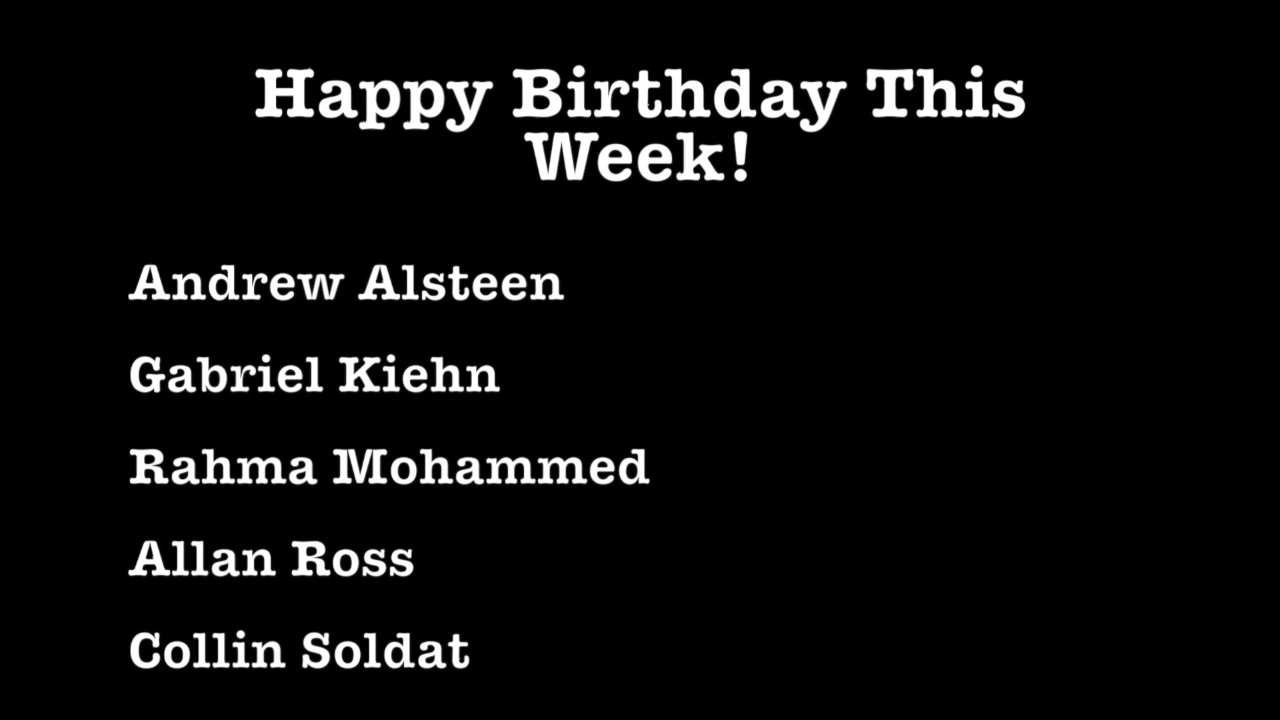 Happy Birthday This
Week!
Andrew Alsteen
Gabriel Kiehn
Rahma Mohammed
Allan Ross
Collin Soldat